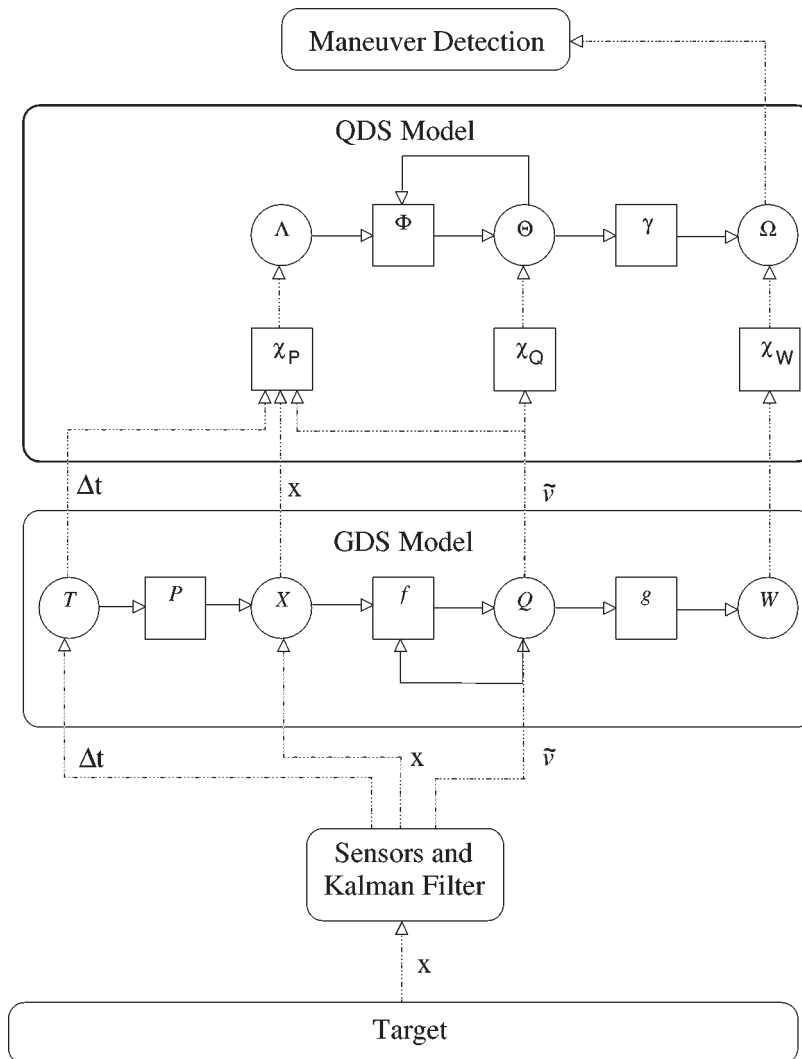 Maneuver Detection
QDS Model
Λ Φ Θ γ Ω
χP χQ χW
Δt x ṽ
GDS Model
T P X f Q g W
Δt x ṽ
Sensors and
Kalman Filter
x
Target